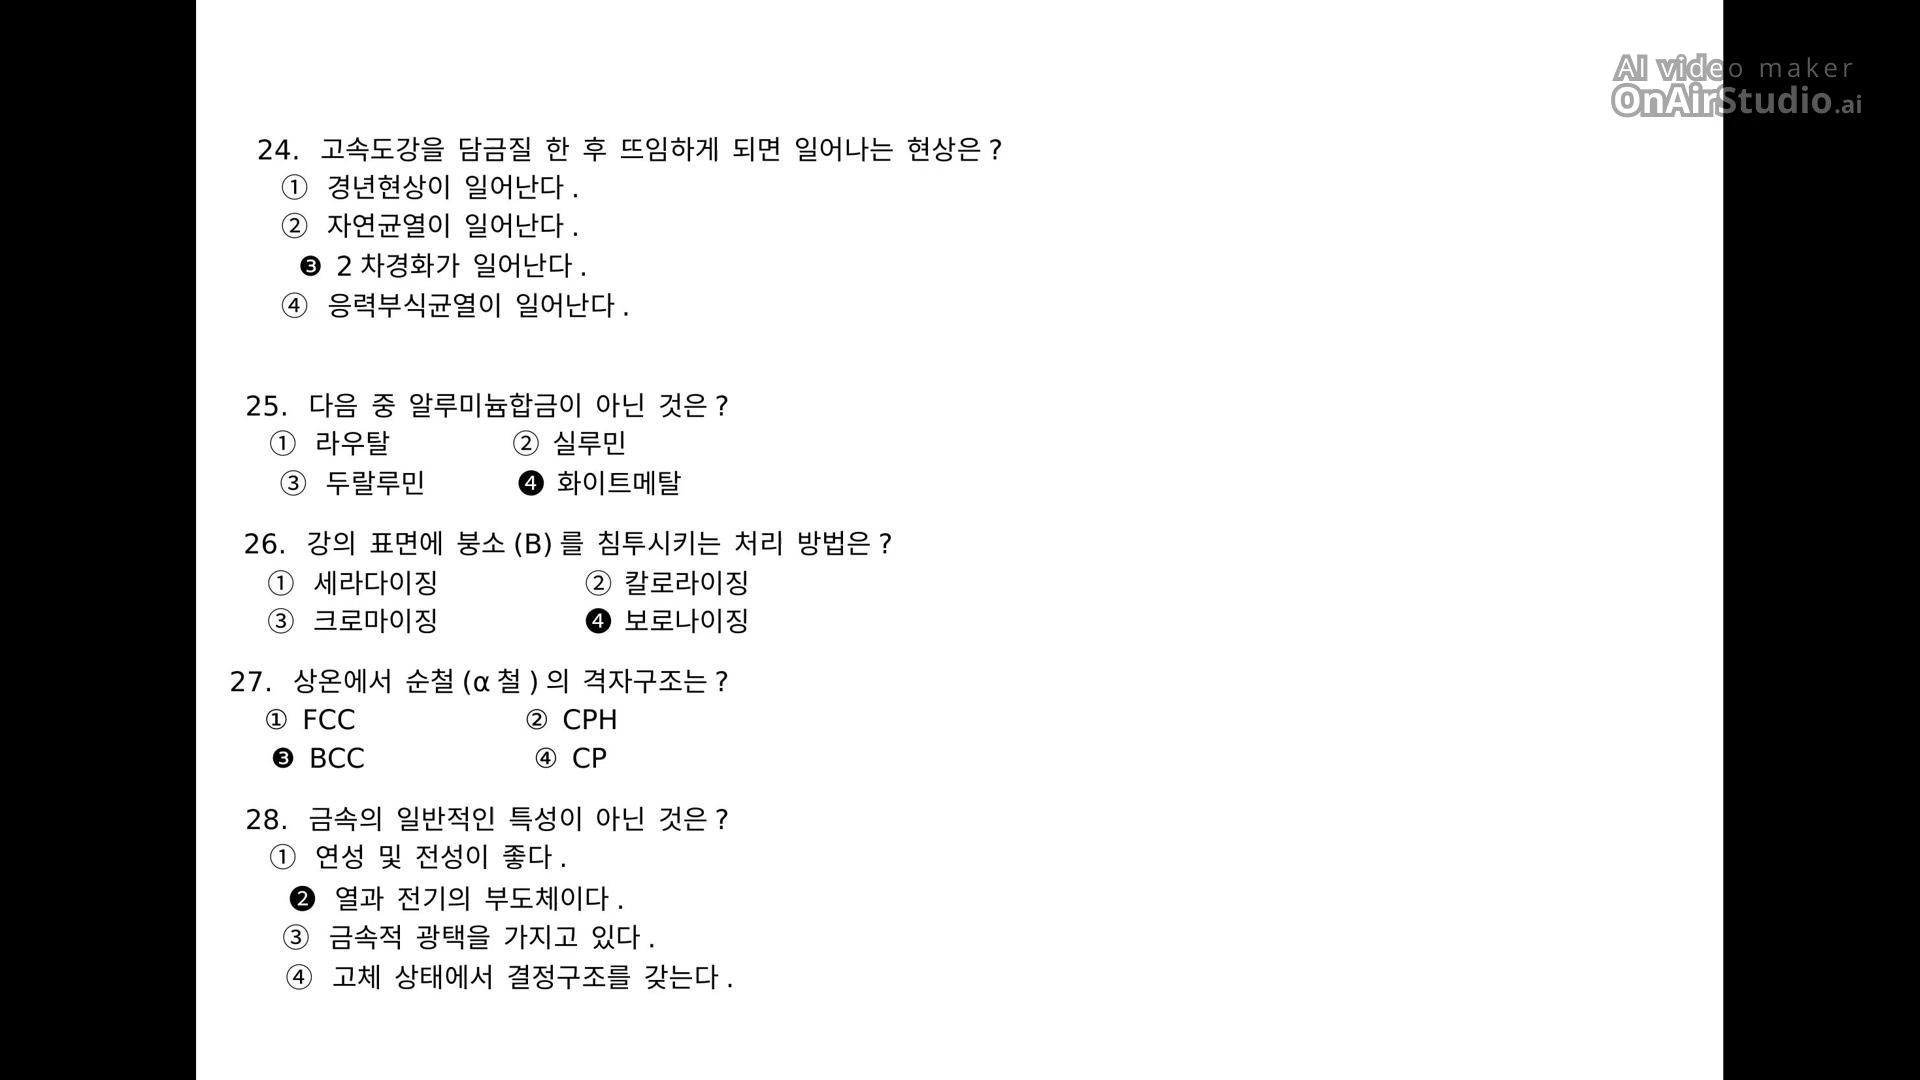 AI video maker
OnAirStudio.ai
24. 고속도강을 담금질 한 후 뜨임하게 되면 일어나는 현상은?
① 경년현상이 일어난다.
② 자연균열이 일어난다.
❸ 2차경화가 일어난다.
④ 응력부식균열이 일어난다.
25. 다음 중 알루미늄합금이 아닌 것은?
① 라우탈 ② 실루민
③ 두랄루민 ❹ 화이트메탈
26. 강의 표면에 붕소(B)를 침투시키는 처리 방법은?
① 세라다이징 ② 칼로라이징
③ 크로마이징 ❹ 보로나이징
27. 상온에서 순철(α철)의 격자구조는?
① FCC ② CPH
❸ BCC ④ CP
28. 금속의 일반적인 특성이 아닌 것은?
① 연성 및 전성이 좋다.
❷ 열과 전기의 부도체이다.
③ 금속적 광택을 가지고 있다.
④ 고체 상태에서 결정구조를 갖는다.